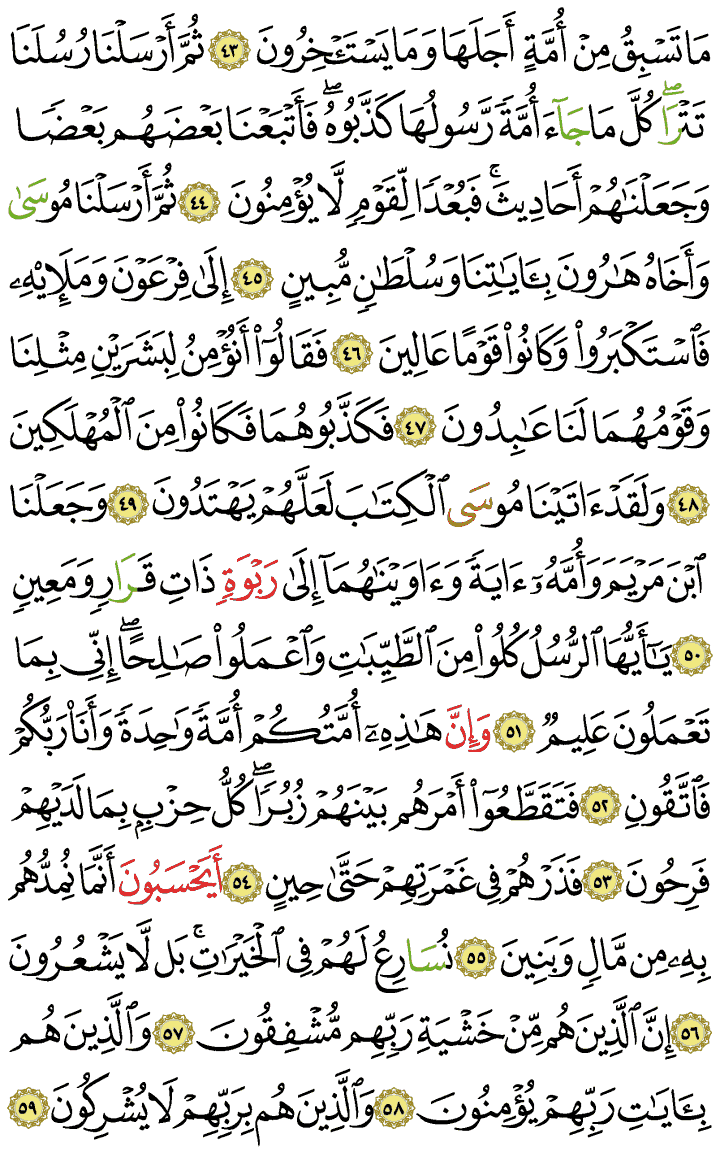 مَا تَسْبِقُ مِنْ أُمَّةٍ أَجَلَهَا وَمَا يَسْتَـْٔخِرُونَ ٤٣ ثُمَّ أَرْسَلْنَا رُسُلَنَا
تَتْرَاۖ كُلَّ مَا جَآءَ أُمَّةٗ رَّسُولُهَا كَذَّبُوهُۖ فَأَتْبَعْنَا بَعْضَهُم بَعْضٗا
وَجَعَلْنَٰهُمْ أَحَادِيثَۚ فَبُعْدٗا لِّقَوْمٖ لَّا يُؤْمِنُونَ ٤٤ ثُمَّ أَرْسَلْنَا مُوسَىٰ
وَأَخَاهُ هَٰرُونَ بِـَٔايَٰتِنَا وَسُلْطَٰنٖ مُّبِينٍ ٤٥ إِلَىٰ فِرْعَوْنَ وَمَلَإِيْهِۦ
فَٱسْتَكْبَرُوا۟ وَكَانُوا۟ قَوْمًا عَالِينَ ٤٦ فَقَالُوٓا۟ أَنُؤْمِنُ لِبَشَرَيْنِ مِثْلِنَا
وَقَوْمُهُمَا لَنَا عَٰبِدُونَ ٤٧ فَكَذَّبُوهُمَا فَكَانُوا۟ مِنَ ٱلْمُهْلَكِينَ
٤٨ وَلَقَدْ ءَاتَيْنَا مُوسَى ٱلْكِتَٰبَ لَعَلَّهُمْ يَهْتَدُونَ ٤٩ وَجَعَلْنَا
ٱبْنَ مَرْيَمَ وَأُمَّهُۥٓ ءَايَةٗ وَءَاوَيْنَٰهُمَآ إِلَىٰ رَبْوَةٖ ذَاتِ قَرَارٖ وَمَعِينٖ
٥٠ يَٰٓأَيُّهَا ٱلرُّسُلُ كُلُوا۟ مِنَ ٱلطَّيِّبَٰتِ وَٱعْمَلُوا۟ صَٰلِحًاۖ إِنِّي بِمَا
تَعْمَلُونَ عَلِيمٞ ٥١ وَإِنَّ هَٰذِهِۦٓ أُمَّتُكُمْ أُمَّةٗ وَٰحِدَةٗ وَأَنَا۠ رَبُّكُمْ
فَٱتَّقُونِ ٥٢ فَتَقَطَّعُوٓا۟ أَمْرَهُم بَيْنَهُمْ زُبُرٗاۖ كُلُّ حِزْبِۭ بِمَا لَدَيْهِمْ
فَرِحُونَ ٥٣ فَذَرْهُمْ فِي غَمْرَتِهِمْ حَتَّىٰ حِينٍ ٥٤ أَيَحْسِبُونَ أَنَّمَا نُمِدُّهُم
بِهِۦ مِن مَّالٖ وَبَنِينَ ٥٥ نُسَارِعُ لَهُمْ فِي ٱلْخَيْرَٰتِۚ بَل لَّا يَشْعُرُونَ
٥٦ إِنَّ ٱلَّذِينَ هُم مِّنْ خَشْيَةِ رَبِّهِم مُّشْفِقُونَ ٥٧ وَٱلَّذِينَ هُم
بِـَٔايَٰتِ رَبِّهِمْ يُؤْمِنُونَ ٥٨ وَٱلَّذِينَ هُم بِرَبِّهِمْ لَا يُشْرِكُونَ ٥٩